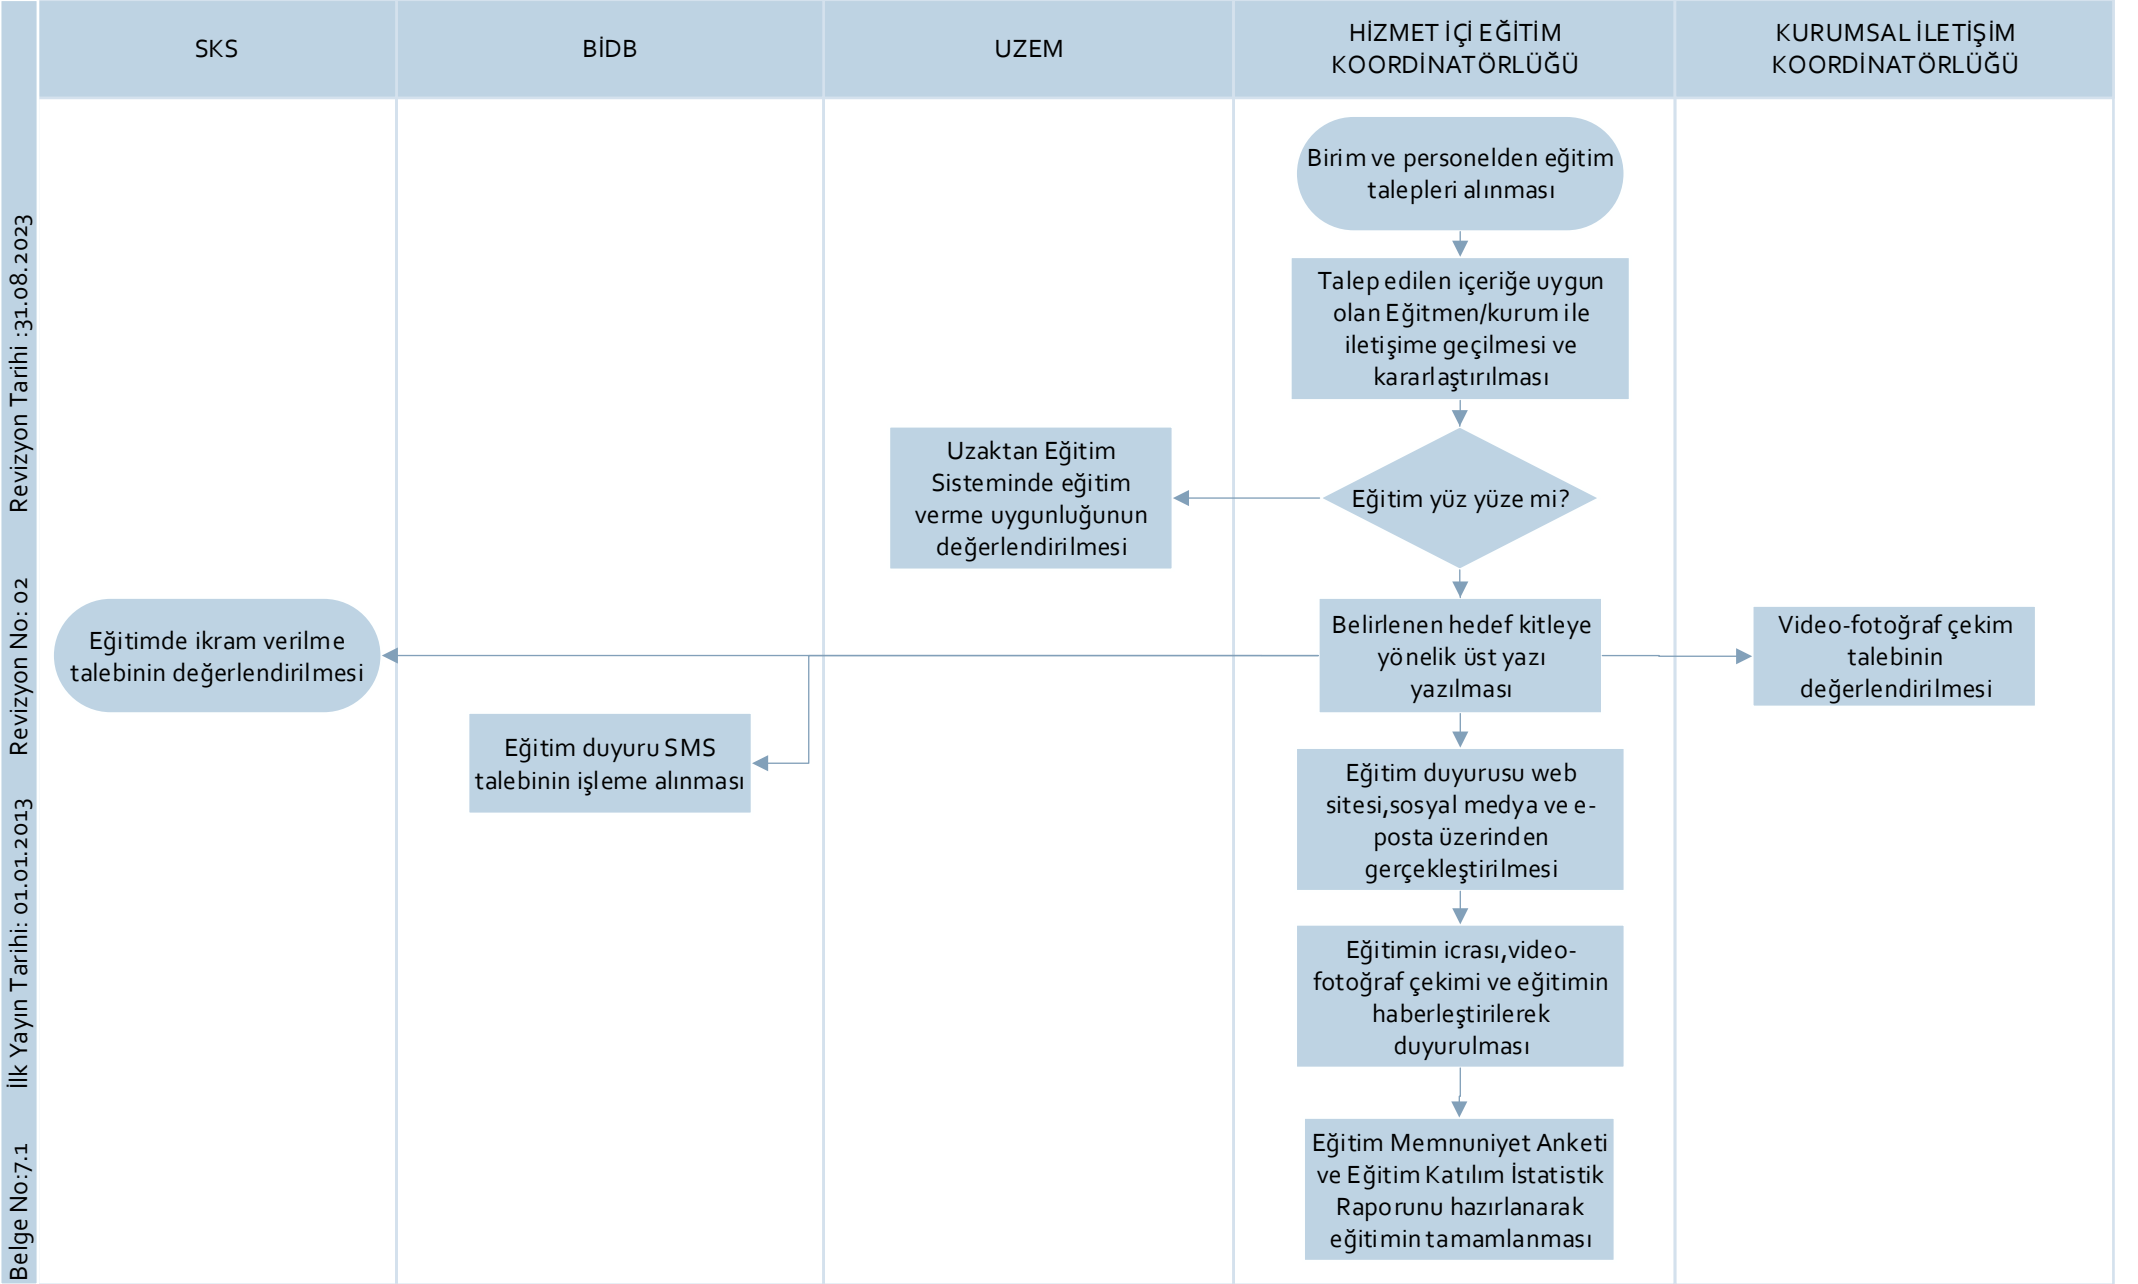 SKS
BİDB
UZEM
HİZMET İÇİ EĞİTİM
KOORDİNATÖRLÜĞÜ
KURUMSAL İLETİŞİM
KOORDİNATÖRLÜĞÜ
Belge No:7.1 İlk Yayın Tarihi: 01.01.2013 Revizyon No: 02 Revizyon Tarihi :31.08.2023
Birim ve personelden eğitim
talepleri alınması
Talep edilen içeriğe uygun
olan Eğitmen/kurum ile
iletişime geçilmesi ve
kararlaştırılması
Eğitim yüz yüze mi?
Uzaktan Eğitim
Sisteminde eğitim
verme uygunluğunun
değerlendirilmesi
Belirlenen hedef kitleye
yönelik üst yazı
yazılması
Eğitimde ikram verilme
talebinin değerlendirilmesi
Video-fotoğraf çekim
talebinin
değerlendirilmesi
Eğitim duyuru SMS
talebinin işleme alınması
Eğitim duyurusu web
sitesi,sosyal medya ve e-
posta üzerinden
gerçekleştirilmesi
Eğitimin icrası,video-
fotoğraf çekimi ve eğitimin
haberleştirilerek
duyurulması
Eğitim Memnuniyet Anketi
ve Eğitim Katılım İstatistik
Raporunu hazırlanarak
eğitimin tamamlanması